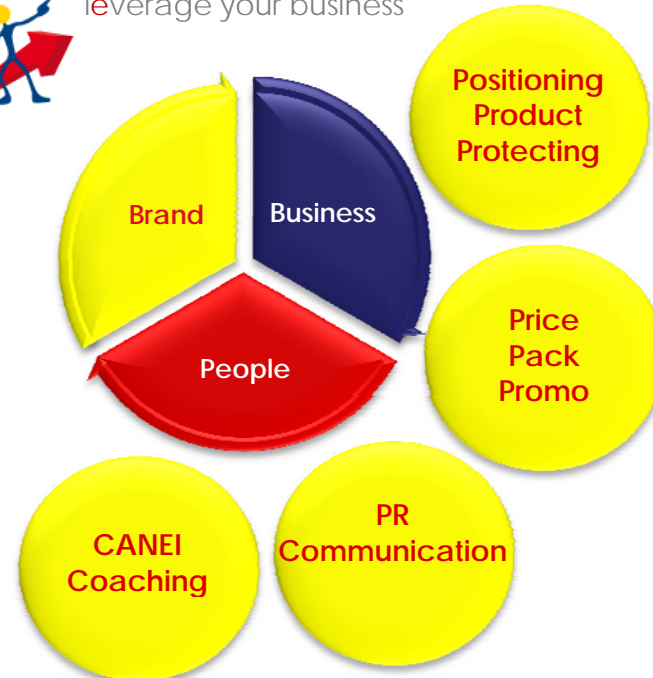 leverage your business
Positioning
Product
Protecting
Brand
Business
Price
Pack
Promo
People
PR
Communication
CANEI
Coaching